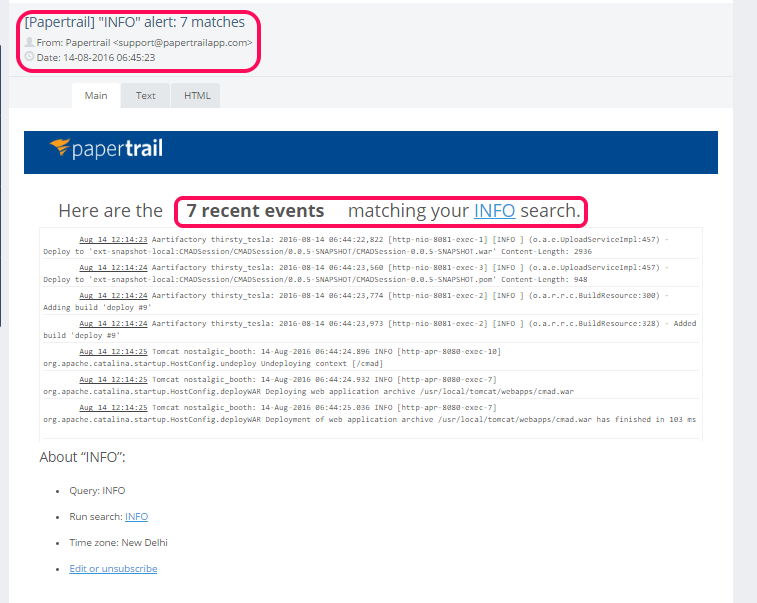 [Papertrail] "INFO" alert: 7 matches
From: Papertrail <support@papertrailapp.com>
Date: 14-08-2016 06:45:23
Main Text HTML
papertrail
Here are the 7 recent events matching your INFO search.
Aug 14 12:14:23 Aartifactory thirsty_tesla: 2016-08-14 06:44:22,822 [http-nio-8081-exec-1] [INFO ] (o.a.e.UploadServiceImpl:457) -
Deploy to 'ext-snapshot-local:CMADSession/CMADSession/0.0.5-SNAPSHOT/CMADSession-0.0.5-SNAPSHOT.war' Content-Length: 2936
Aug 14 12:14:24 Aartifactory thirsty_tesla: 2016-08-14 06:44:23,560 [http-nio-8081-exec-3] [INFO ] (o.a.e.UploadServiceImpl:457) -
Deploy to 'ext-snapshot-local:CMADSession/CMADSession/0.0.5-SNAPSHOT/CMADSession-0.0.5-SNAPSHOT.pom' Content-Length: 948
Aug 14 12:14:24 Aartifactory thirsty_tesla: 2016-08-14 06:44:23,774 [http-nio-8081-exec-2] [INFO ] (o.a.r.r.c.BuildResource:300) -
Adding build 'deploy #9'
Aug 14 12:14:24 Aartifactory thirsty_tesla: 2016-08-14 06:44:23,973 [http-nio-8081-exec-2] [INFO ] (o.a.r.r.c.BuildResource:328) - Added
build 'deploy #9'
Aug 14 12:14:25 Tomcat nostalgic_booth: 14-Aug-2016 06:44:24.896 INFO [http-apr-8080-exec-10]
org.apache.catalina.startup.HostConfig.undeploy Undeploying context [/cmad]
Aug 14 12:14:25 Tomcat nostalgic_booth: 14-Aug-2016 06:44:24.932 INFO [http-apr-8080-exec-7]
org.apache.catalina.startup.HostConfig.deployWAR Deploying web application archive /usr/local/tomcat/webapps/cmad.war
Aug 14 12:14:25 Tomcat nostalgic_booth: 14-Aug-2016 06:44:25.036 INFO [http-apr-8080-exec-7]
org.apache.catalina.startup.HostConfig.deployWAR Deployment of web application archive /usr/local/tomcat/webapps/cmad.war has finished in 103 ms
About “INFO”:
• Query: INFO
• Run search: INFO
• Time zone: New Delhi
• Edit or unsubscribe